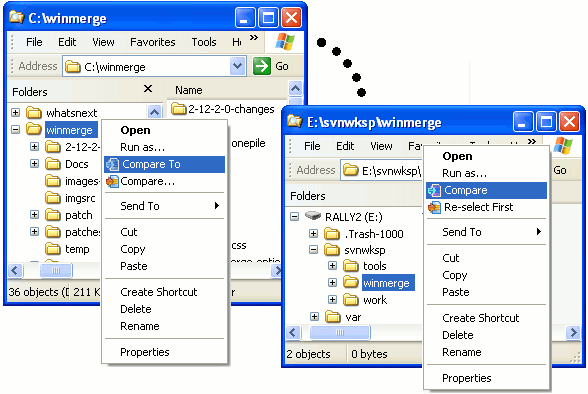 C:\winmerge
File Edit View Favorites Tools
Address C:\winmerge Go
Folders
Name
whatsnext
winmerge
2-12-2-
Docs
images-
imgsrc
patch
patches
temp
2-12-2-0-changes
onepile
css
36 objects (D 211 K
Open
Run as...
Compare To
Compare...
Send To
Cut
Copy
Paste
Create Shortcut
Delete
Rename
Properties
E:\svnwksp\winmerge
File Edit View Favorites Tools
Address E:\svnwksp\ Go
Folders
RALLY2 (E:)
.Trash-1000
svnwksp
tools
winmerge
work
var
2 objects 0 bytes
Open
Run as...
Compare
Re-select First
Send To
Cut
Copy
Paste
Create Shortcut
Delete
Rename
Properties